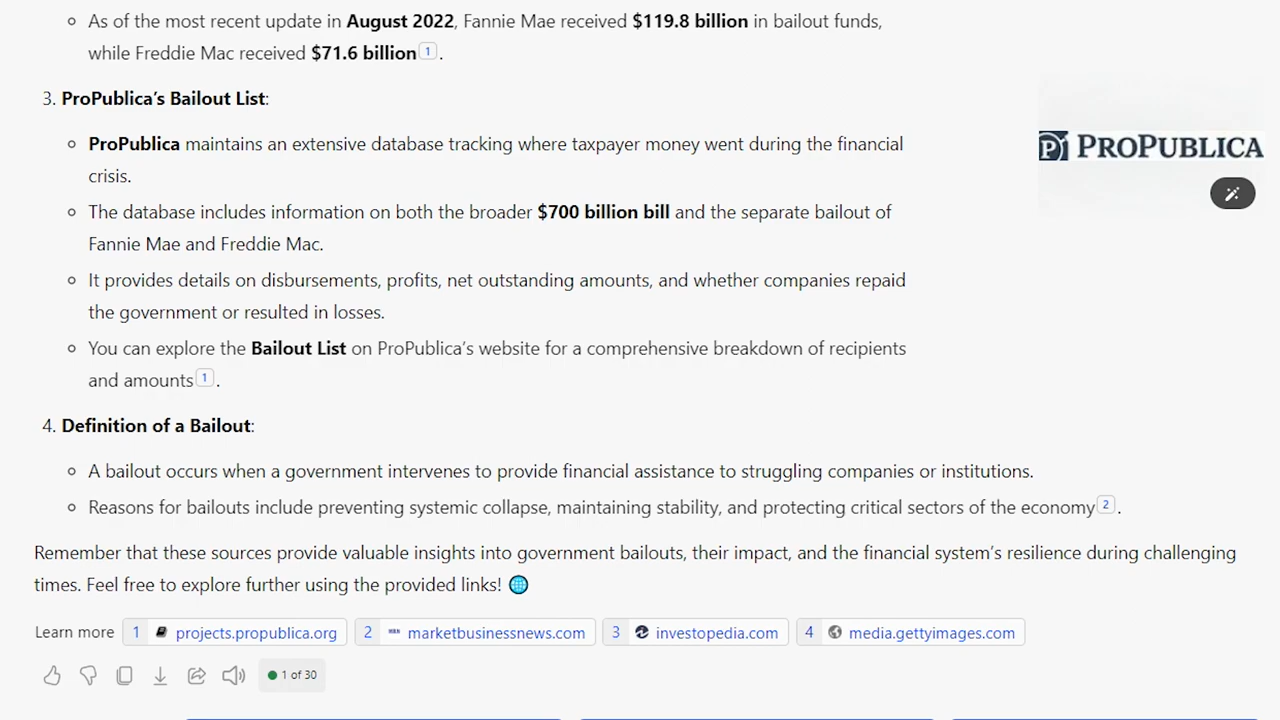 As of the most recent update in August 2022, Fannie Mae received $119.8 billion in bailout funds,
while Freddie Mac received $71.6 billion 1 .
3. ProPublica’s Bailout List:
ProPublica maintains an extensive database tracking where taxpayer money went during the financial
crisis.
PROPUBLICA
The database includes information on both the broader $700 billion bill and the separate bailout of
Fannie Mae and Freddie Mac.
It provides details on disbursements, profits, net outstanding amounts, and whether companies repaid
the government or resulted in losses.
You can explore the Bailout List on ProPublica’s website for a comprehensive breakdown of recipients
and amounts 1 .
4. Definition of a Bailout:
A bailout occurs when a government intervenes to provide financial assistance to struggling companies or institutions.
Reasons for bailouts include preventing systemic collapse, maintaining stability, and protecting critical sectors of the economy 2 .
Remember that these sources provide valuable insights into government bailouts, their impact, and the financial system’s resilience during challenging
times. Feel free to explore further using the provided links!
Learn more 1 projects.propublica.org 2 marketbusinessnews.com 3 investopedia.com 4 media.gettyimages.com
1 of 30